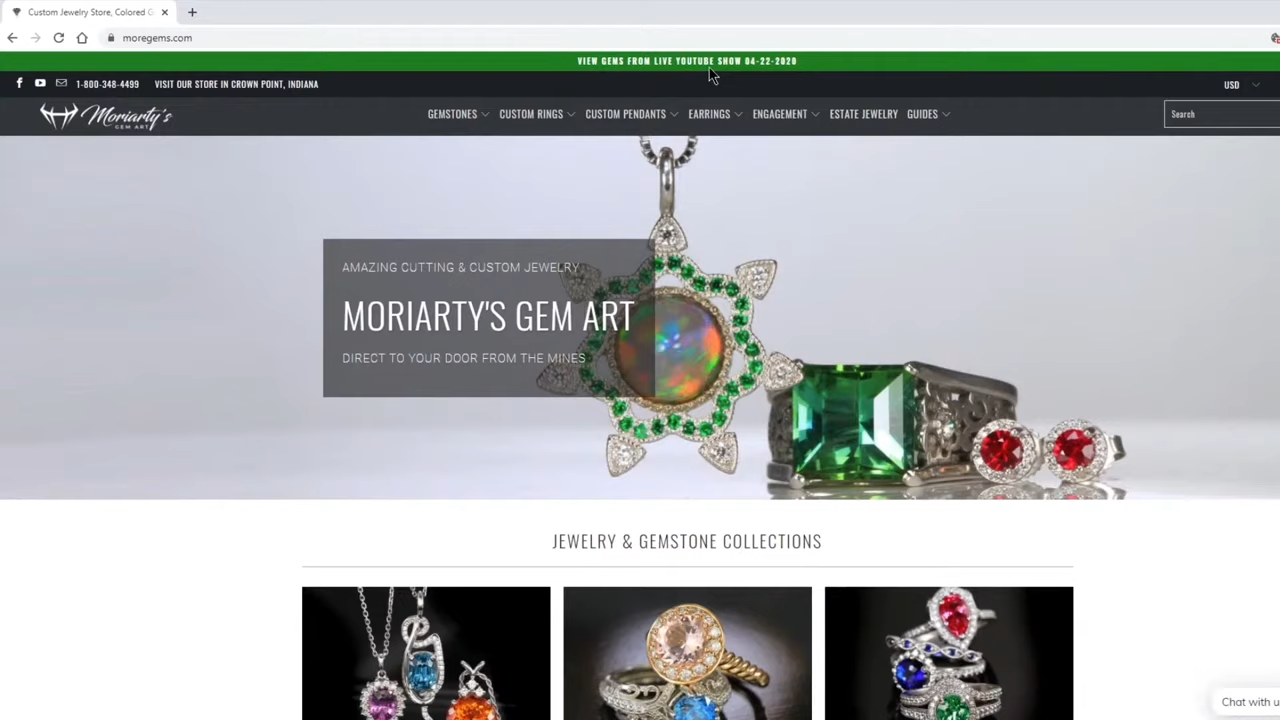 Custom Jewelry Store, Colored G
moregems.com
VIEW GEMS FROM LIVE YOUTUBE SHOW 04-22-2020
1-800-348-4499 VISIT OUR STORE IN CROWN POINT, INDIANA USD
Moriarty's GEM ART
GEMSTONES CUSTOM RINGS CUSTOM PENDANTS EARRINGS ENGAGEMENT ESTATE JEWELRY GUIDES Search
AMAZING CUTTING & CUSTOM JEWELRY
MORIARTY'S GEM ART
DIRECT TO YOUR DOOR FROM THE MINES
JEWELRY & GEMSTONE COLLECTIONS
Chat with u